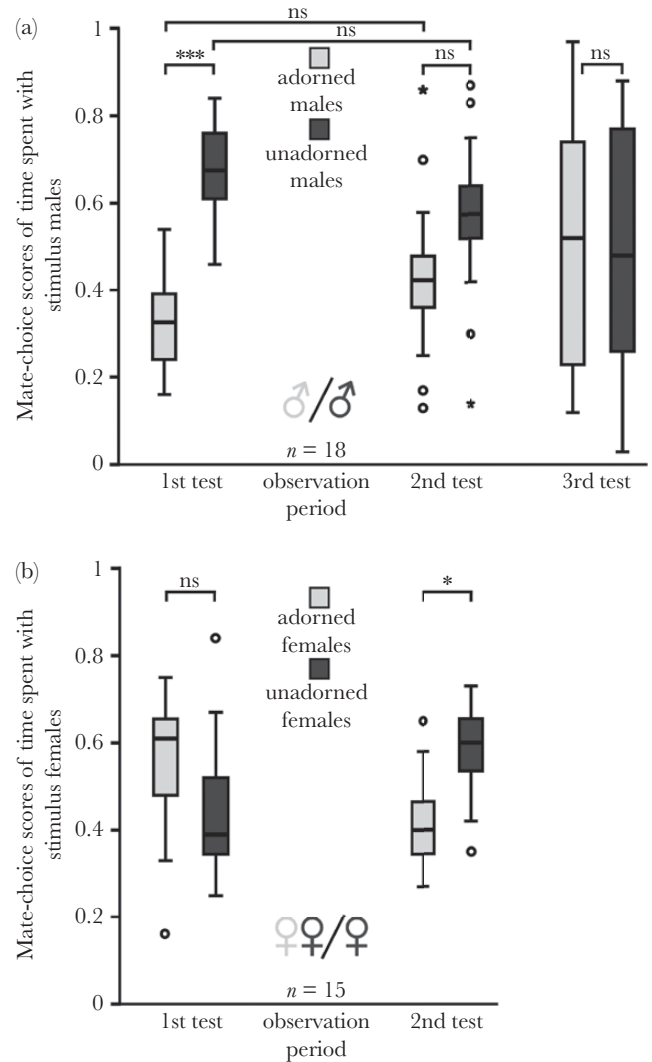 (a)
Mate-choice scores of time spent with
stimulus males
1
0.8
0.6
0.4
0.2
0
ns
ns
***
ns
ns
adorned
males
unadorned
males
*
*
♂/♂
n = 18
1st test
observation
period
2nd test
3rd test
(b)
Mate-choice scores of time spent with
stimulus females
1
0.8
0.6
0.4
0.2
0
ns
*
adorned
females
unadorned
females
♀♀/♀
n = 15
1st test
observation
period
2nd test